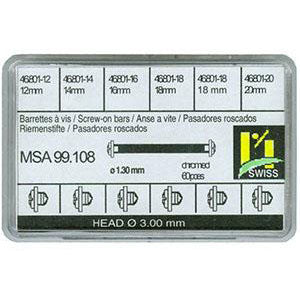 46801-12 46801-14 46801-16 46801-18 46801-18 46801-20
12mm 14mm 16mm 18mm 18 mm 20mm
Barrettes à vis / Screw-on bars / Anse a vite / Pasadores roscados
Riemenstifte / Pasadores roscados
MSA 99.108
ø 1.30 mm
chromed
60pces
SWISS
HEAD Ø 3.00 mm